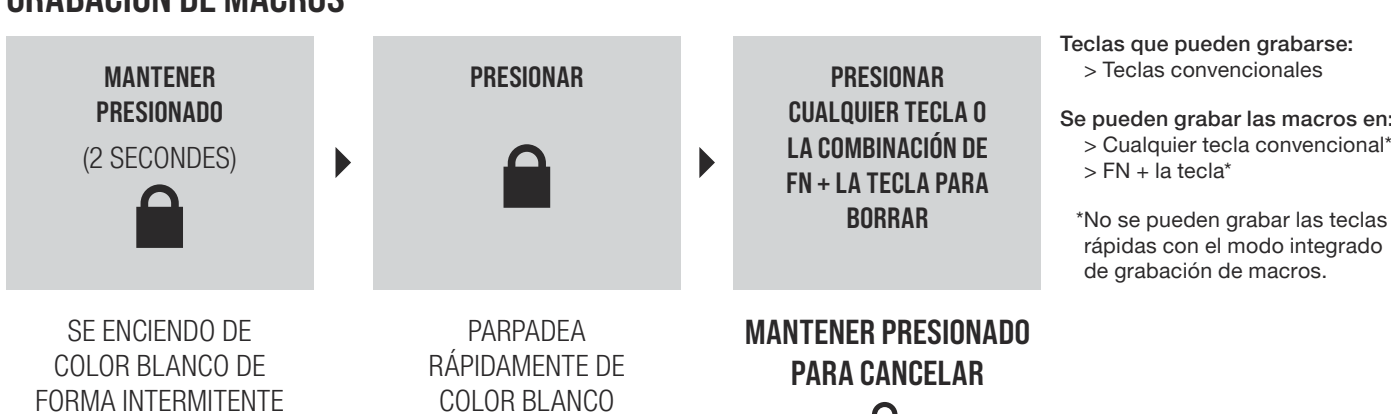 GRABACIÓN DE MACROS
MANTENER
PRESIONADO
(2 SECONDES)
SE ENCIENDO DE
COLOR BLANCO DE
FORMA INTERMITENTE
PRESIONAR
PARPADEA
RÁPIDAMENTE DE
COLOR BLANCO
PRESIONAR
CUALQUIER TECLA O
LA COMBINACIÓN DE
FN + LA TECLA PARA
BORRAR
MANTENER PRESIONADO
PARA CANCELAR
Teclas que pueden grabarse:
> Teclas convencionales
Se pueden grabar las macros en:
> Cualquier tecla convencional*
> FN + la tecla*
*No se pueden grabar las teclas
rápidas con el modo integrado
de grabación de macros.